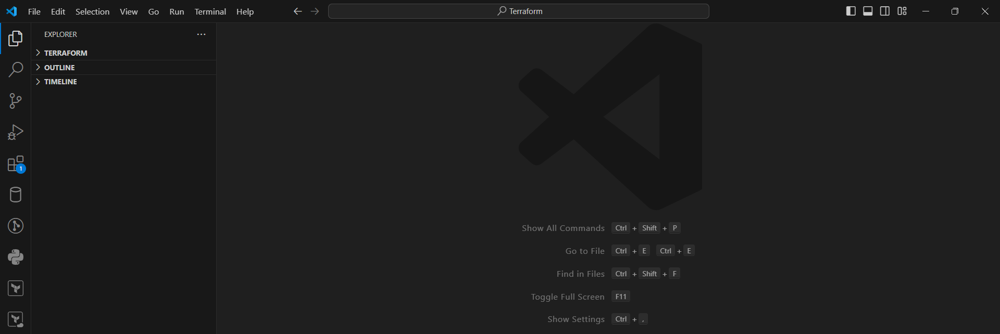 File Edit Selection View Go Run Terminal Help Terraform
EXPLORER
TERRAFORM
OUTLINE
TIMELINE
1
Show All Commands Ctrl + Shift + P
Go to File Ctrl + E Ctrl + E
Find in Files Ctrl + Shift + F
Toggle Full Screen F11
Show Settings Ctrl + ,